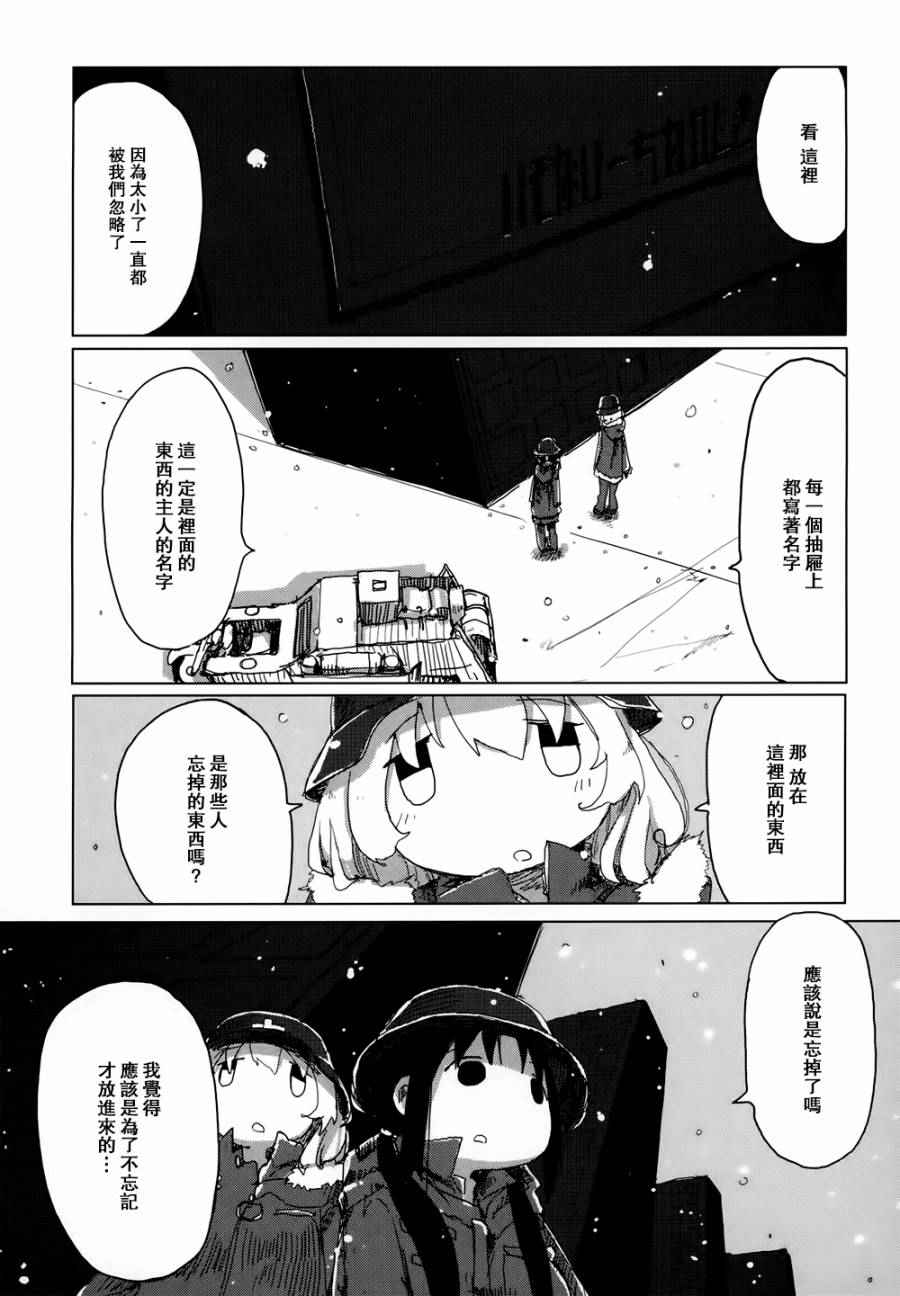 看 這裡
因為太小了一直都
被我們忽略了
每一個抽屜上
都寫著名字
這一定是裡面的
東西的主人的名字
那 放在
這裡面的東西
是那些人
忘掉的東西嗎？
應該說是忘掉了嗎
我覺得
應該是為了不忘記
才放進來的…